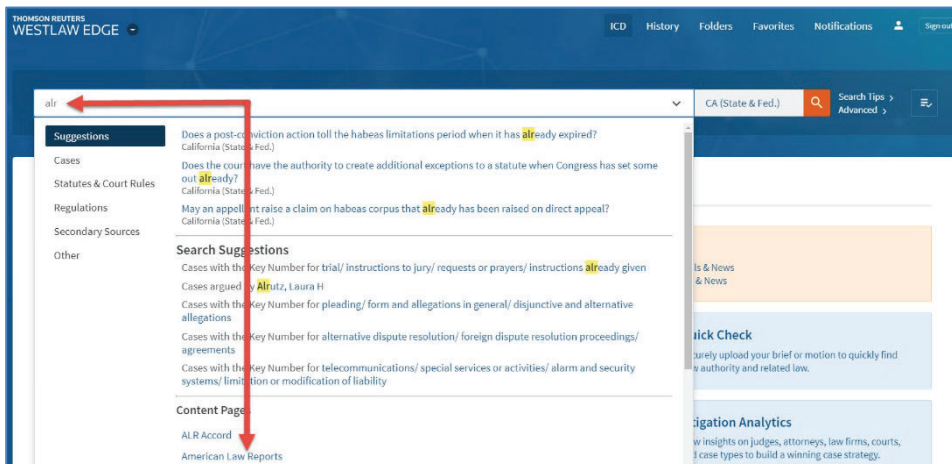 THOMSON REUTERS
WESTLAW EDGE
ICD History Folders Favorites Notifications Sign out
alr
CA (State & Fed.)
Search Tips >
Advanced >
Suggestions
Cases
Statutes & Court Rules
Regulations
Secondary Sources
Other
Does a post-conviction action toll the habeas limitations period when it has already expired?
California (State & Fed.)
Does the court have the authority to create additional exceptions to a statute when Congress has set some
out already?
California (State & Fed.)
May an appellant raise a claim on habeas corpus that already has been raised on direct appeal?
California (State & Fed.)
Search Suggestions
Cases with the Key Number for trial/ instructions to jury/ requests or prayers/ instructions already given
Cases argued by Alrutz, Laura H
Cases with the Key Number for pleading/ form and allegations in general/ disjunctive and alternative
allegations
Cases with the Key Number for alternative dispute resolution/ foreign dispute resolution proceedings/
agreements
Cases with the Key Number for telecommunications/ special services or activities/ alarm and security
systems/ limitation or modification of liability
Content Pages
ALR Accord
American Law Reports
ls & News
& News
uick Check
curely upload your brief or motion to quickly find
w authority and related law.
tigation Analytics
w insights on judges, attorneys, law firms, courts,
d case types to build a winning case strategy.